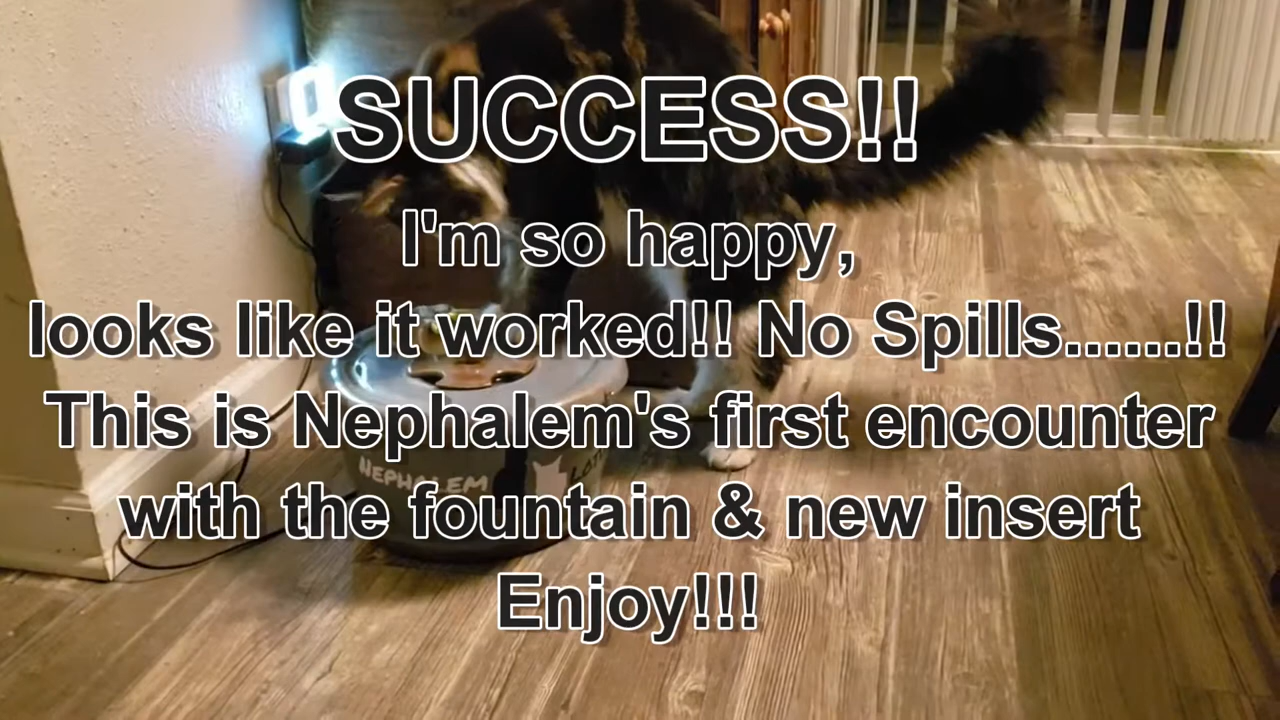 SUCCESS!!
I'm so happy,
looks like it worked!! No Spills......!!
This is Nephalem's first encounter
with the fountain & new insert
Enjoy!!!
NEPHALEM